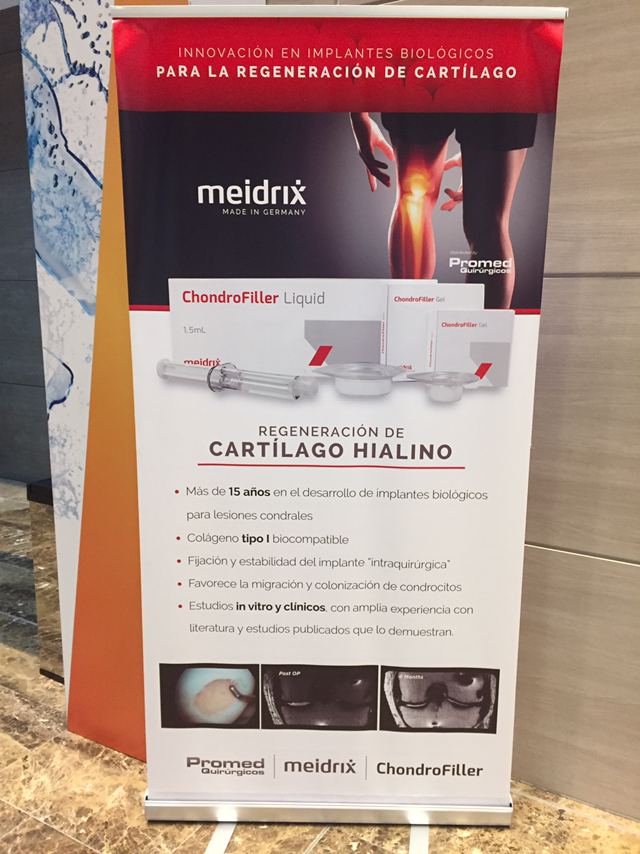 INNOVACIÓN EN IMPLANTES BIOLÓGICOS
PARA LA REGENERACIÓN DE CARTÍLAGO
meidrix
MADE IN GERMANY
Distributed by
Promed
Quirúrgicos
ChondroFiller Liquid
1.5mL
meidrix
ChondroFiller Gel
ChondroFiller Gel
REGENERACIÓN DE
CARTÍLAGO HIALINO
• Más de 15 años en el desarrollo de implantes biológicos
para lesiones condrales
• Colágeno tipo I biocompatible
• Fijación y estabilidad del implante "intraquirúrgica"
• Favorece la migración y colonización de condrocitos
• Estudios in vitro y clínicos, con amplia experiencia con
literatura y estudios publicados que lo demuestran.
Post OP
Months
Promed
Quirúrgicos
meidrix
ChondroFiller